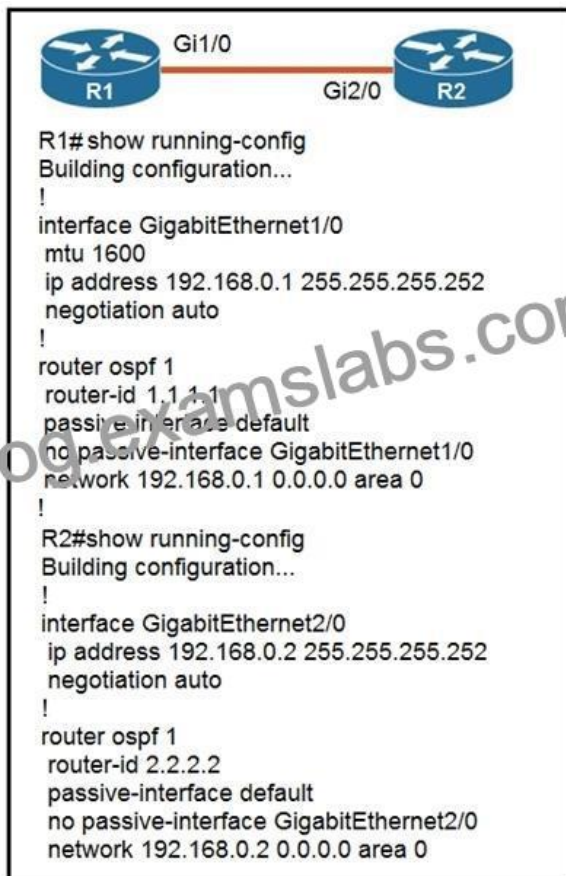 Gi1/0
R1
Gi2/0
R2
R1# show running-config
Building configuration...
!
interface GigabitEthernet1/0
mtu 1600
ip address 192.168.0.1 255.255.255.252
negotiation auto
!
router ospf 1
router-id 1.1.1.1
passive-interface default
no passive-interface GigabitEthernet1/0
network 192.168.0.1 0.0.0.0 area 0
!
R2#show running-config
Building configuration...
!
interface GigabitEthernet2/0
ip address 192.168.0.2 255.255.255.252
negotiation auto
!
router ospf 1
router-id 2.2.2.2
passive-interface default
no passive-interface GigabitEthernet2/0
network 192.168.0.2 0.0.0.0 area 0